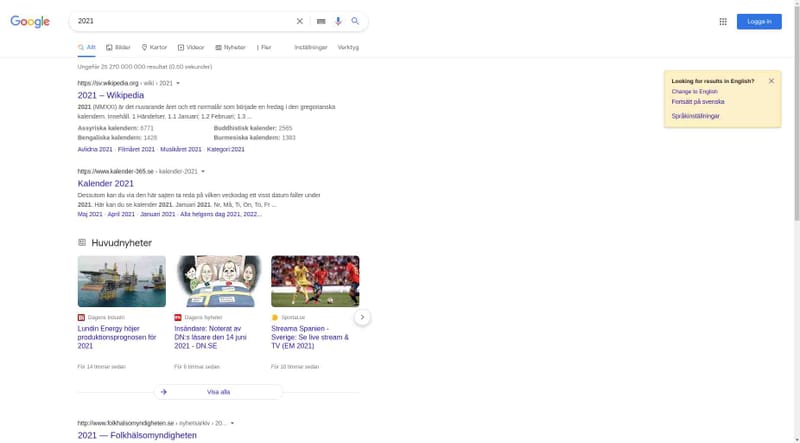 Google
2021
Logga in
Allt
Bilder
Kartor
Videor
Nyheter
Fler
Inställningar
Verktyg
Ungefär 25 270 000 000 resultat (0,60 sekunder)
https://sv.wikipedia.org › wiki › 2021
2021 – Wikipedia
2021 (MMXXI) är det nuvarande året och ett normalår som började en fredag i den gregorianska
kalendern. Innehåll. 1 Händelser. 1.1 Januari; 1.2 Februari; 1.3 ...
Assyriska kalendern: 6771
Buddhistisk kalender: 2565
Bengaliska kalendern: 1428
Burmesiska kalendern: 1383
Avlidna 2021 · Filmåret 2021 · Musikåret 2021 · Kategori:2021
https://www.kalender-365.se › kalender-2021
Kalender 2021
Dessutom kan du via den här sajten ta reda på vilken veckodag ett visst datum faller under
2021. Här kan du se kalender 2021. Januari 2021. Nr, Må, Ti, On, To, Fr ...
Maj 2021 · April 2021 · Januari 2021 · Alla helgons dag 2021, 2022...
Huvudnyheter
Dagens Industri
Lundin Energy höjer
produktionsprognosen för
2021
För 14 timmar sedan
Dagens Nyheter
Insändare: Noterat av
DN:s läsare den 14 juni
2021 - DN.SE
För 6 timmar sedan
Sportal.se
Streama Spanien -
Sverige: Se live stream &
TV (EM 2021)
För 10 timmar sedan
Visa alla
http://www.folkhalsomyndigheten.se › nyhetsarkiv › 20...
2021 — Folkhälsomyndigheten
Looking for results in English?
Change to English
Fortsätt på svenska
Språkinställningar